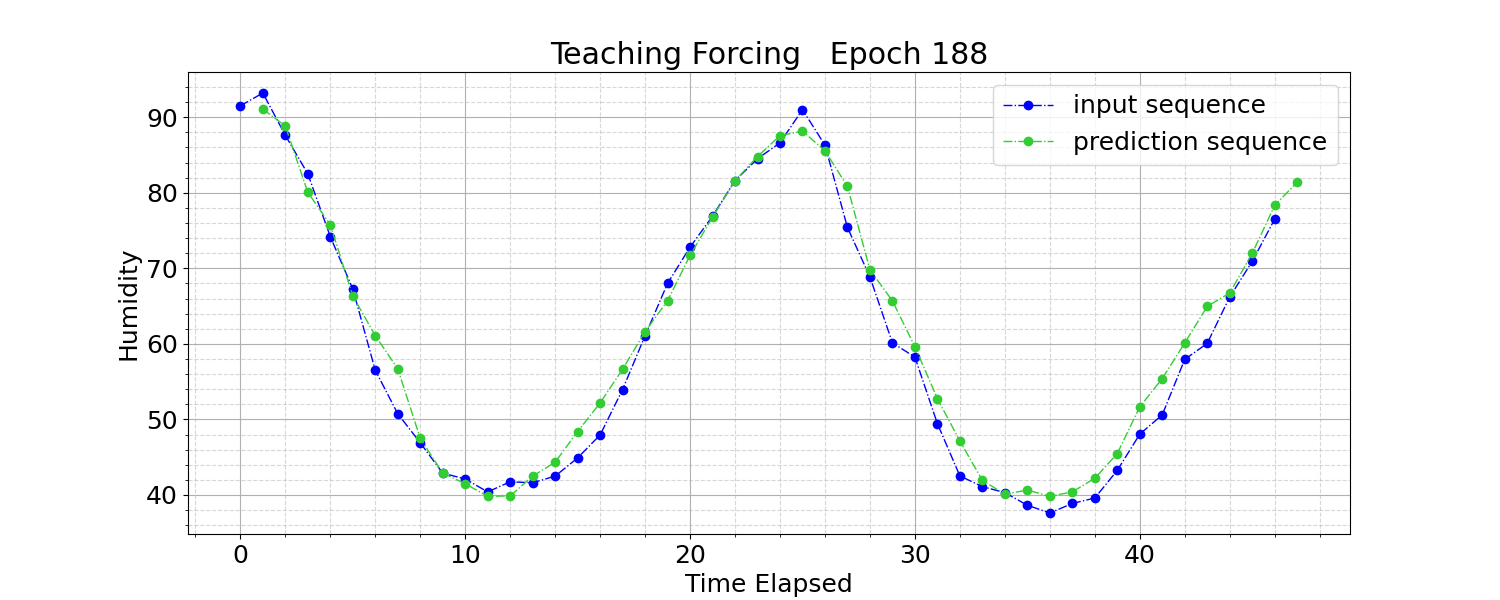 Teaching Forcing   Epoch 188
input sequence
prediction sequence
Humidity
90
80
70
60
50
40
0 10 20 30 40
Time Elapsed